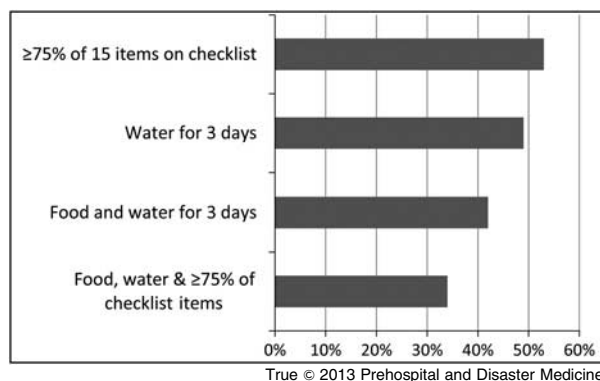 ≥75% of 15 items on checklist
Water for 3 days
Food and water for 3 days
Food, water & ≥75% of
checklist items
0% 10% 20% 30% 40% 50% 60%
True © 2013 Prehospital and Disaster Medicine